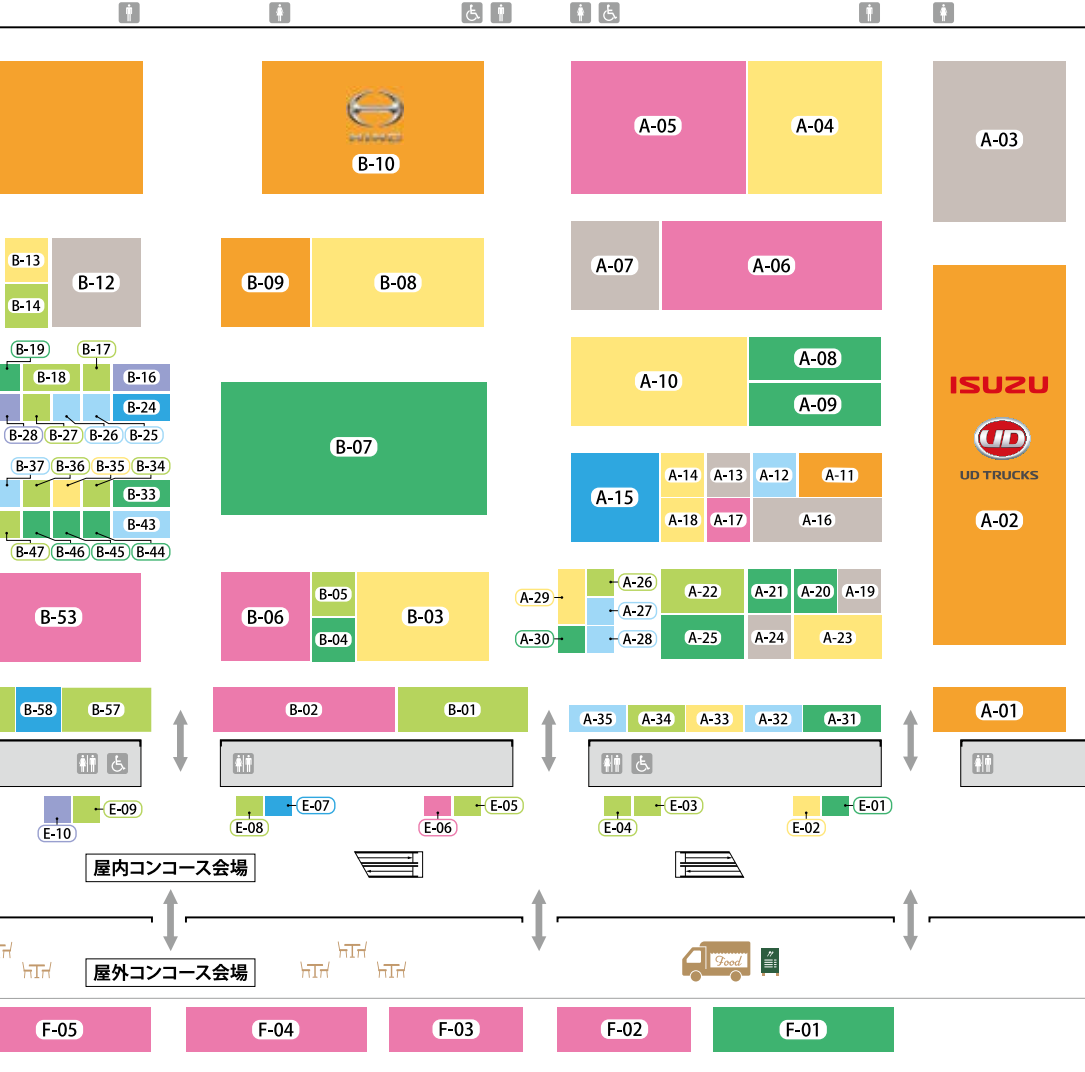 HINO
B-10
A-05
A-04
A-03
B-13
B-12
B-14
B-09
B-08
A-07
A-06
B-19
B-17
B-18
B-16
B-24
B-28
B-27
B-26
B-25
A-10
A-08
A-09
ISUZU
UD
UD TRUCKS
A-02
B-07
B-37
B-36
B-35
B-34
B-33
B-43
B-47
B-46
B-45
B-44
A-15
A-14
A-13
A-12
A-11
A-18
A-17
A-16
B-53
B-06
B-05
B-04
B-03
A-29
A-26
A-27
A-30
A-28
A-22
A-21
A-20
A-19
A-25
A-24
A-23
B-58
B-57
B-02
B-01
A-35
A-34
A-33
A-32
A-31
A-01
E-10
E-09
E-08
E-07
E-06
E-05
E-04
E-03
E-02
E-01
屋内コンコース会場
屋外コンコース会場
Food
F-05
F-04
F-03
F-02
F-01